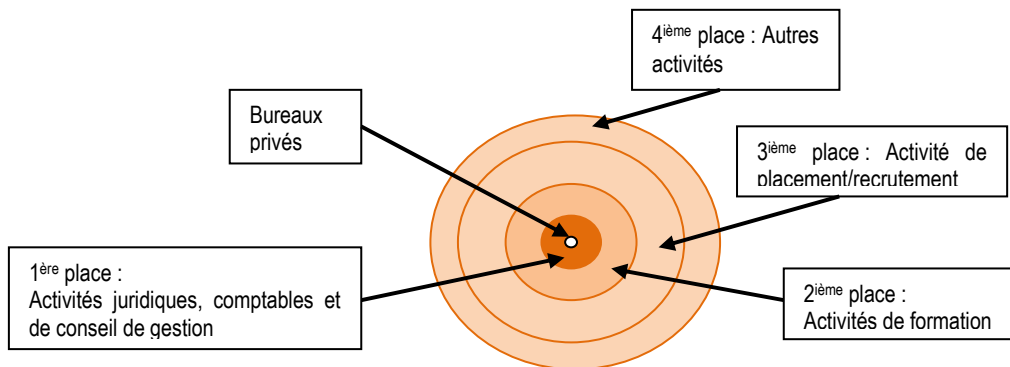 4ième place : Autres
activités
Bureaux
privés
3ième place : Activité de
placement/recrutement
1ère place :
Activités juridiques, comptables et
de conseil de gestion
2ième place :
Activités de formation